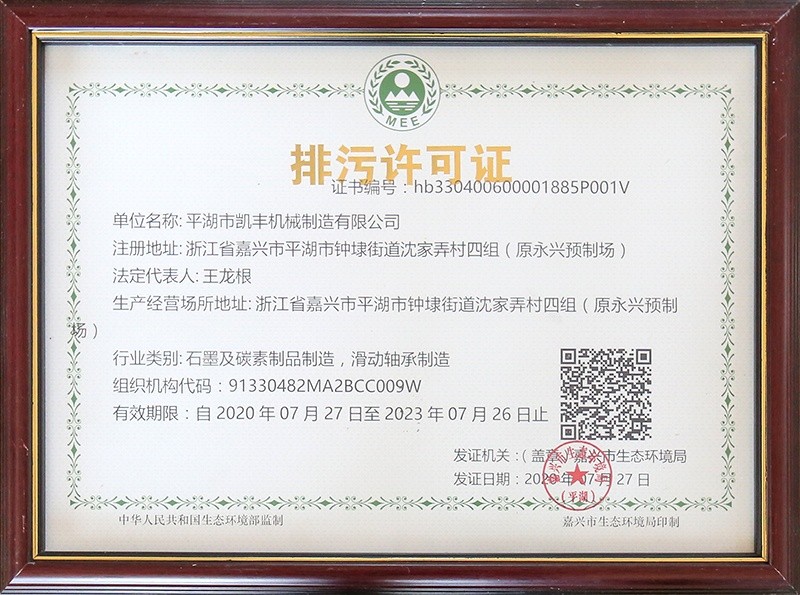 MEE
排污许可证
证书编号：hb330400600001885P001V
单位名称: 平湖市凯丰机械制造有限公司
注册地址: 浙江省嘉兴市平湖市钟埭街道沈家弄村四组（原永兴预制场）
法定代表人: 王龙根
生产经营场所地址: 浙江省嘉兴市平湖市钟埭街道沈家弄村四组（原永兴预制
场）
行业类别: 石墨及碳素制品制造，滑动轴承制造
组织机构代码：91330482MA2BCC009W
有效期限：自 2020 年 07 月 27 日至 2023 年 07 月 26 日止
发证机关：（盖章）嘉兴市生态环境局
发证日期：2020 年 07 月 27 日
（平湖）
中华人民共和国生态环境部监制
嘉兴市生态环境局印制